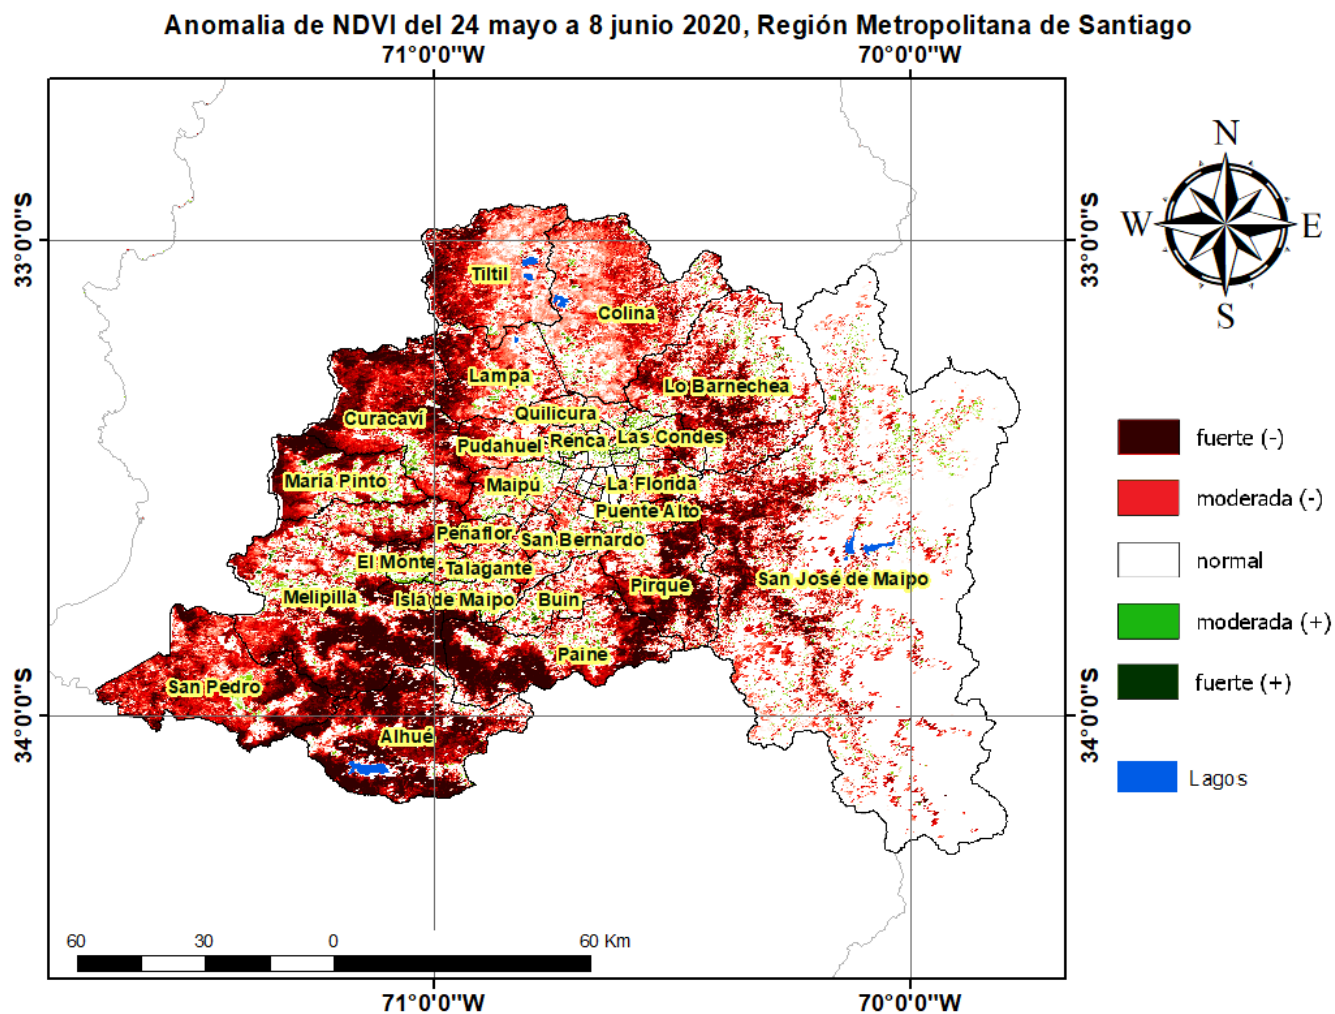 Anomalia de NDVI del 24 mayo a 8 junio 2020, Región Metropolitana de Santiago
71°0'0"W 70°0'0"W
33°0'0"S 33°0'0"S
N
W E
S
Tiltil
Colina
Lampa
Lo Barnechea
Curacaví
Quilicura
Pudahuel
Renca
Las Condes
María Pinto
Maipú
La Florida
Puente Alto
Peñaflor
San Bernardo
El Monte
Talagante
Pirque
San José de Maipo
Melipilla
Isla de Maipo
Buin
Paine
San Pedro
Alhué
fuerte (-)
moderada (-)
normal
moderada (+)
fuerte (+)
Lagos
34°0'0"S 34°0'0"S
60 30 0 60 Km
71°0'0"W 70°0'0"W